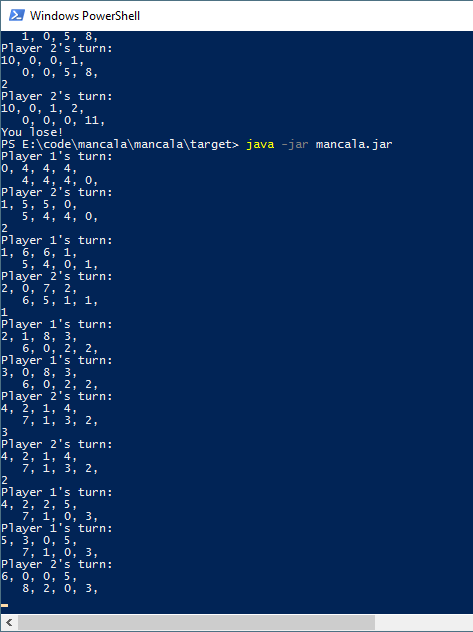 Windows PowerShell
   1, 0, 5, 8,
Player 2's turn:
10, 0, 0, 1,
   0, 0, 5, 8,
2
Player 2's turn:
10, 0, 1, 2,
   0, 0, 0, 11,
You lose!
PS E:\code\mancala\mancala\target> java -jar mancala.jar
Player 1's turn:
0, 4, 4, 4,
   4, 4, 4, 0,
Player 2's turn:
1, 5, 5, 0,
   5, 4, 4, 0,
2
Player 1's turn:
1, 6, 6, 1,
   5, 4, 0, 1,
Player 2's turn:
2, 0, 7, 2,
   6, 5, 1, 1,
1
Player 1's turn:
2, 1, 8, 3,
   6, 0, 2, 2,
Player 1's turn:
3, 0, 8, 3,
   6, 0, 2, 2,
Player 2's turn:
4, 2, 1, 4,
   7, 1, 3, 2,
3
Player 2's turn:
4, 2, 1, 4,
   7, 1, 3, 2,
2
Player 1's turn:
4, 2, 2, 5,
   7, 1, 0, 3,
Player 1's turn:
5, 3, 0, 5,
   7, 1, 0, 3,
Player 2's turn:
6, 0, 0, 5,
   8, 2, 0, 3,